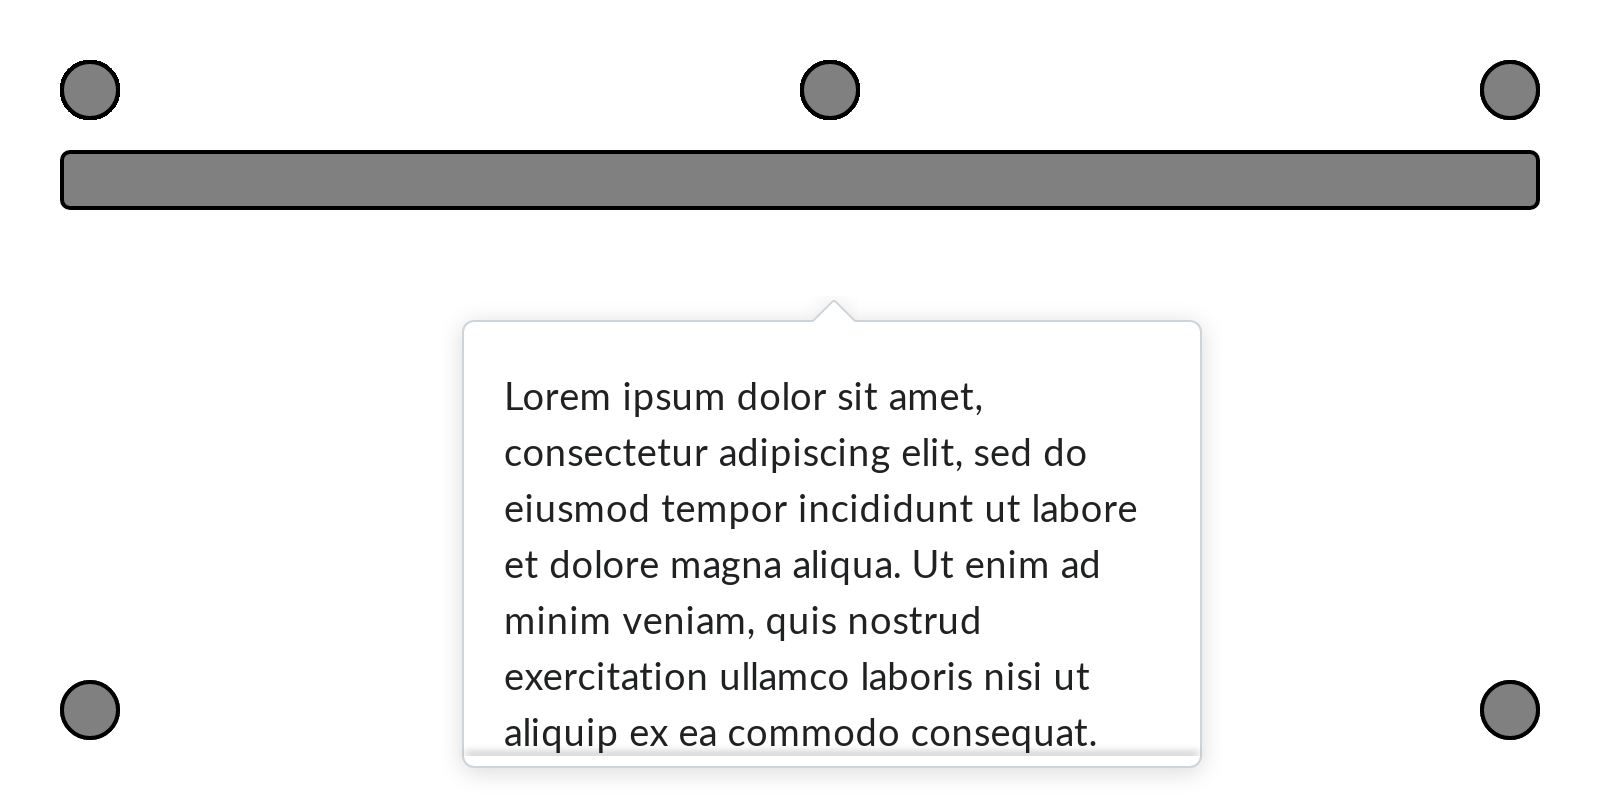 Lorem ipsum dolor sit amet,
consectetur adipiscing elit, sed do
eiusmod tempor incididunt ut labore
et dolore magna aliqua. Ut enim ad
minim veniam, quis nostrud
exercitation ullamco laboris nisi ut
aliquip ex ea commodo consequat.